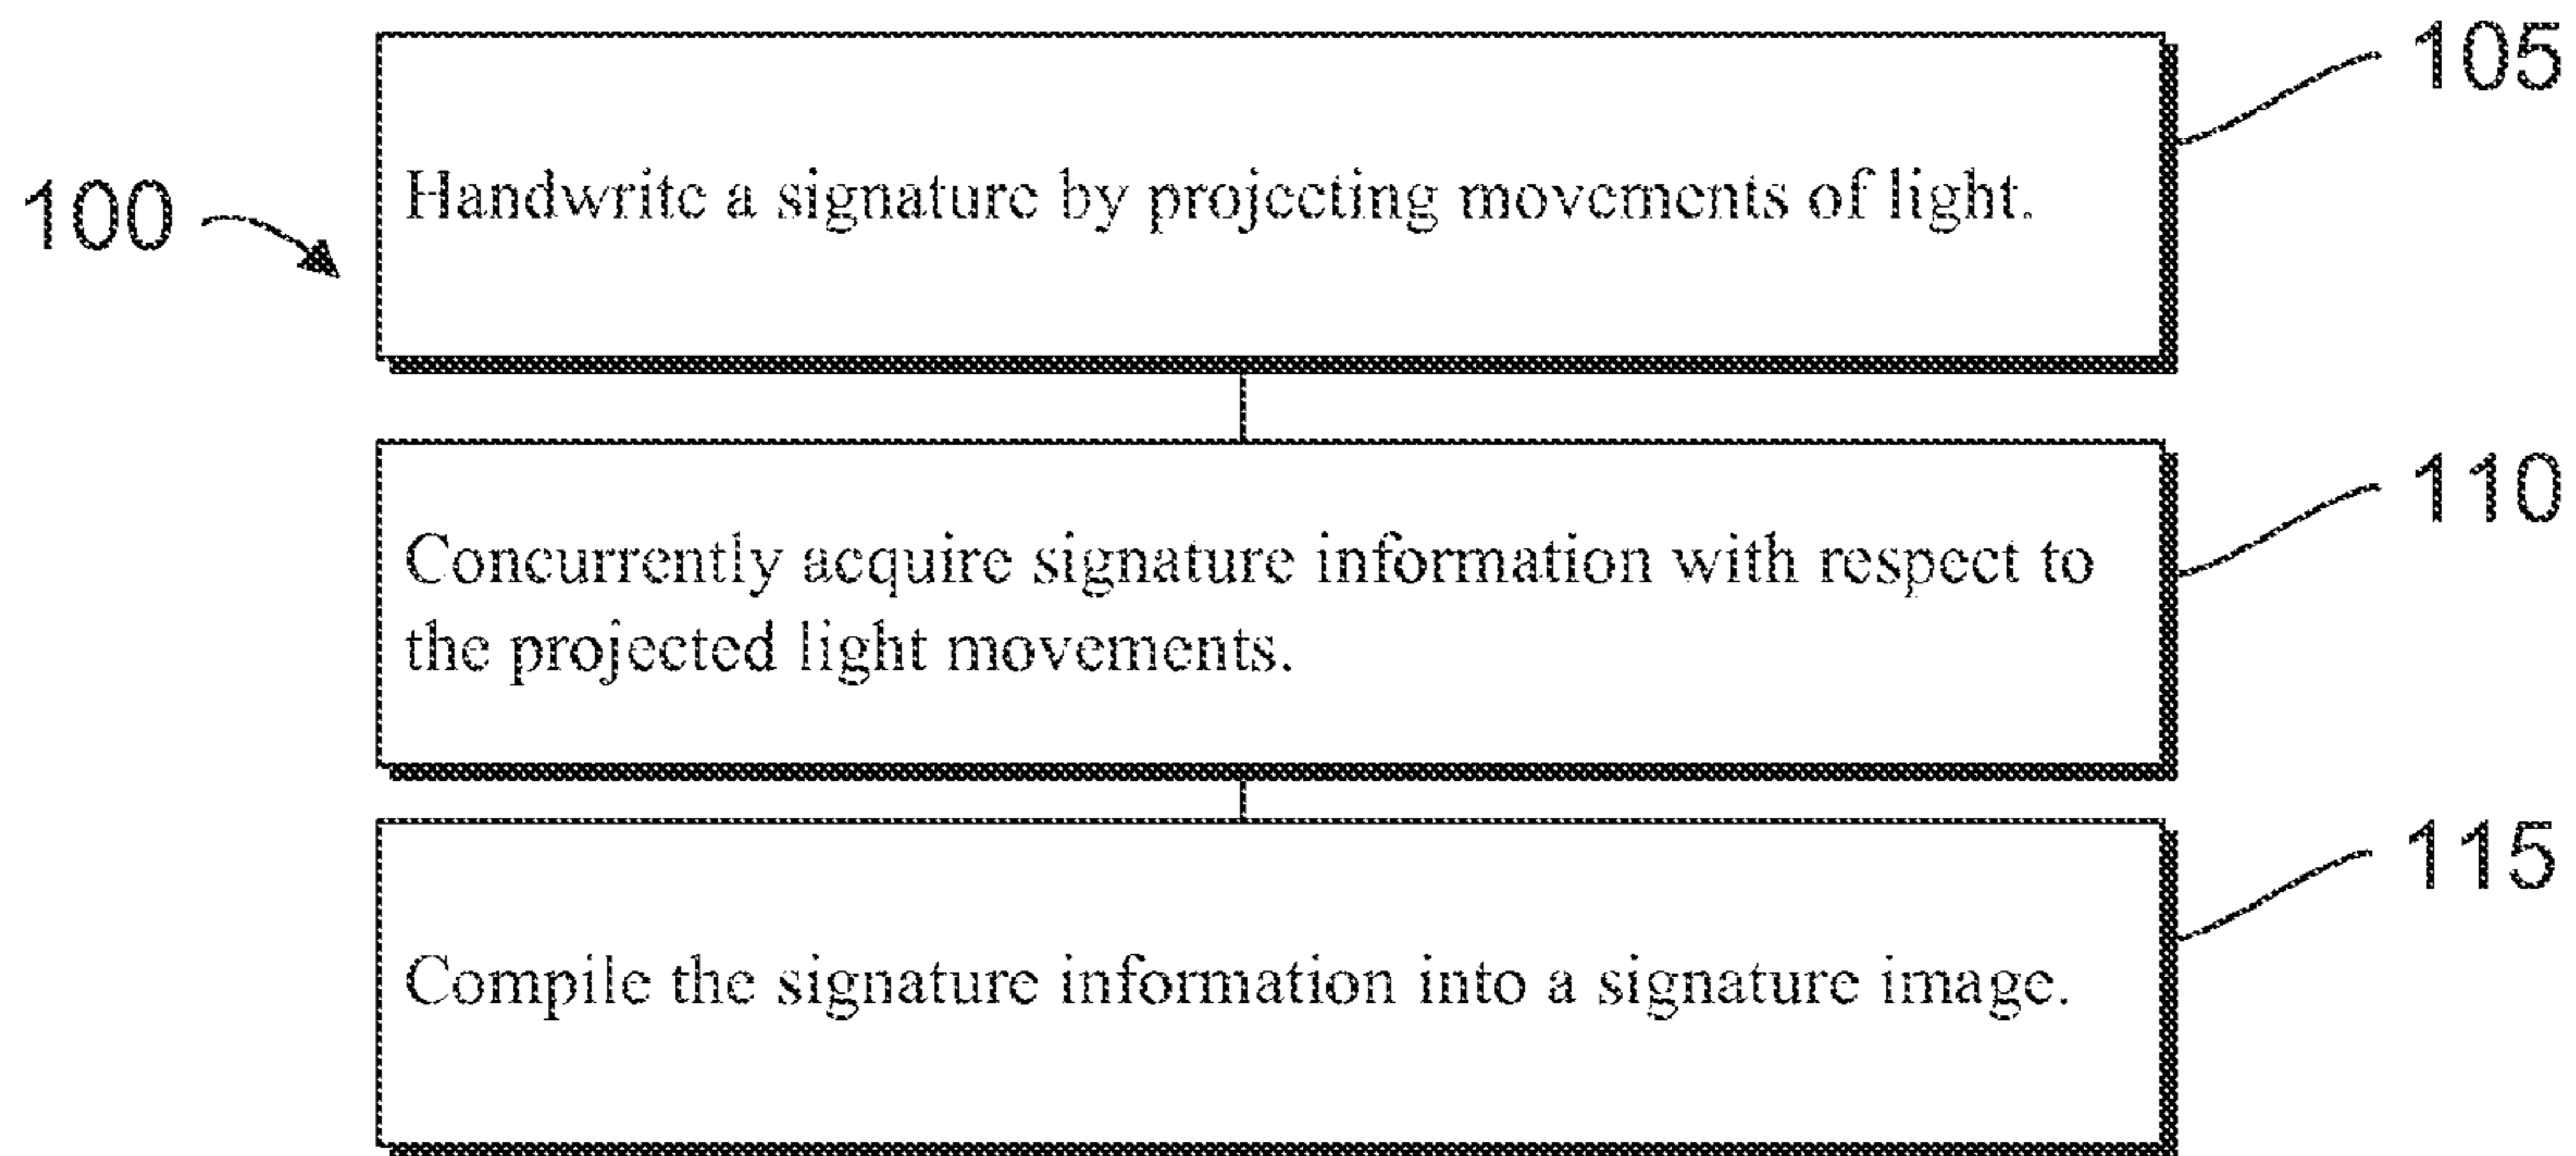 105
100
Handwrite a signature by projecting movements of light.
110
Concurrently acquire signature information with respect to
the projected light movements.
115
Compile the signature information into a signature image.